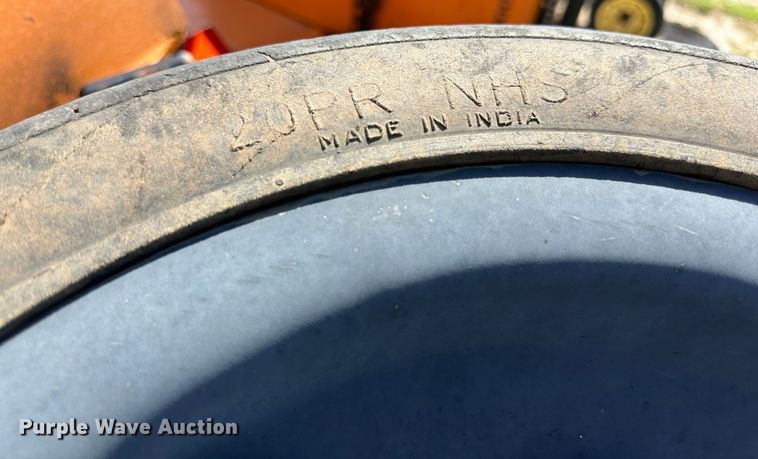 20PR NHS
MADE IN INDIA
Purple Wave Auction